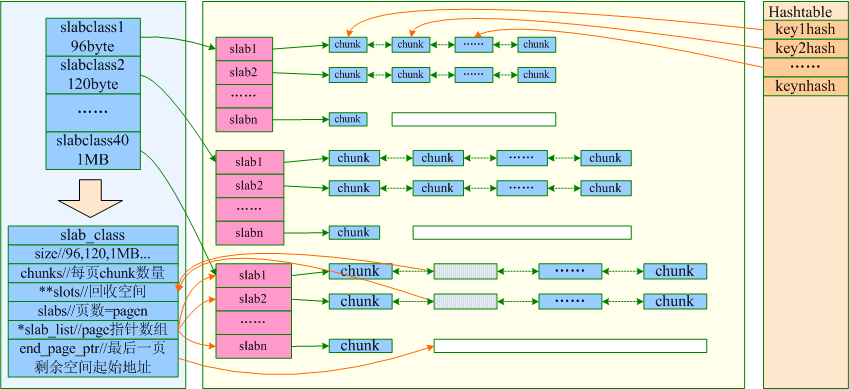 slabclass1
96byte
slabclass2
120byte
……
slabclass40
1MB
slab_class
size//96,120,1MB...
chunks//每页chunk数量
**slots//回收空间
slabs//页数=pagen
*slab_list//page指针数组
end_page_ptr//最后一页
剩余空间起始地址
slab1
chunk
chunk
……
chunk
slab2
chunk
chunk
……
chunk
……
slabn
chunk
slab1
chunk
chunk
……
chunk
slab2
chunk
chunk
……
chunk
……
slabn
chunk
slab1
chunk
……
chunk
slab2
chunk
……
chunk
……
slabn
chunk
Hashtable
key1hash
key2hash
……
keynhash